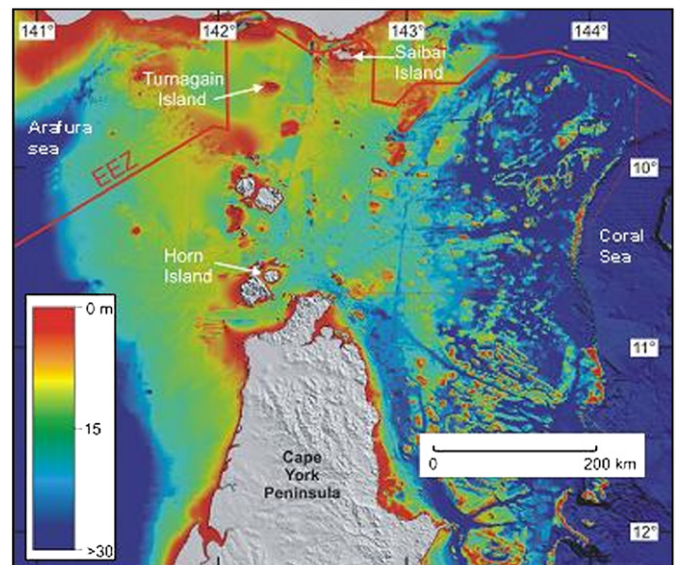 141°
142°
143°
144°
Saibai
Island
Turnagain
Island
Arafura
sea
EEZ
10°
Coral
Sea
Horn
Island
0 m
15
>30
11°
0
200 km
Cape
York
Peninsula
12°